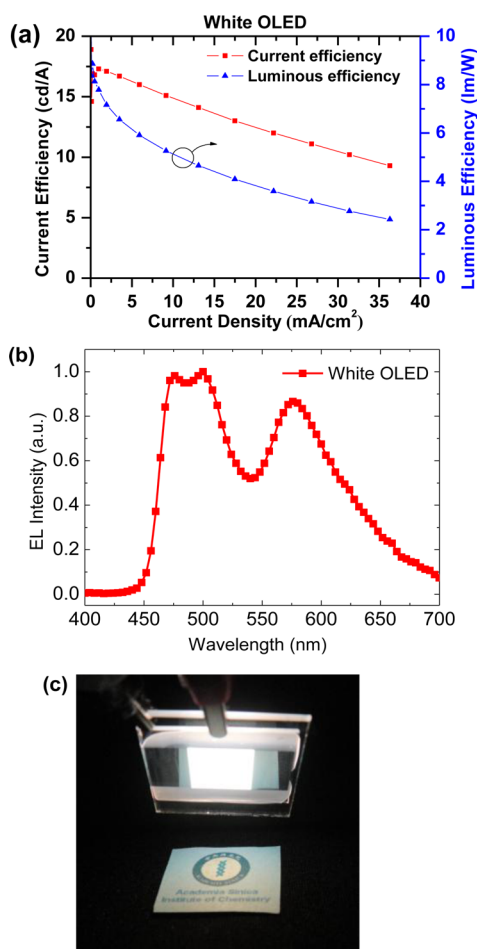 (a)
White OLED
Current efficiency
Luminous efficiency
Current Efficiency (cd/A)
20
15
10
5
0
Luminous Efficiency (lm/W)
10
8
6
4
2
0
0 5 10 15 20 25 30 35 40
Current Density (mA/cm²)
(b)
White OLED
EL Intensity (a.u.)
1.0
0.8
0.6
0.4
0.2
0.0
400 450 500 550 600 650 700
Wavelength (nm)
(c)
Academia Sinica
Institute of Chemistry